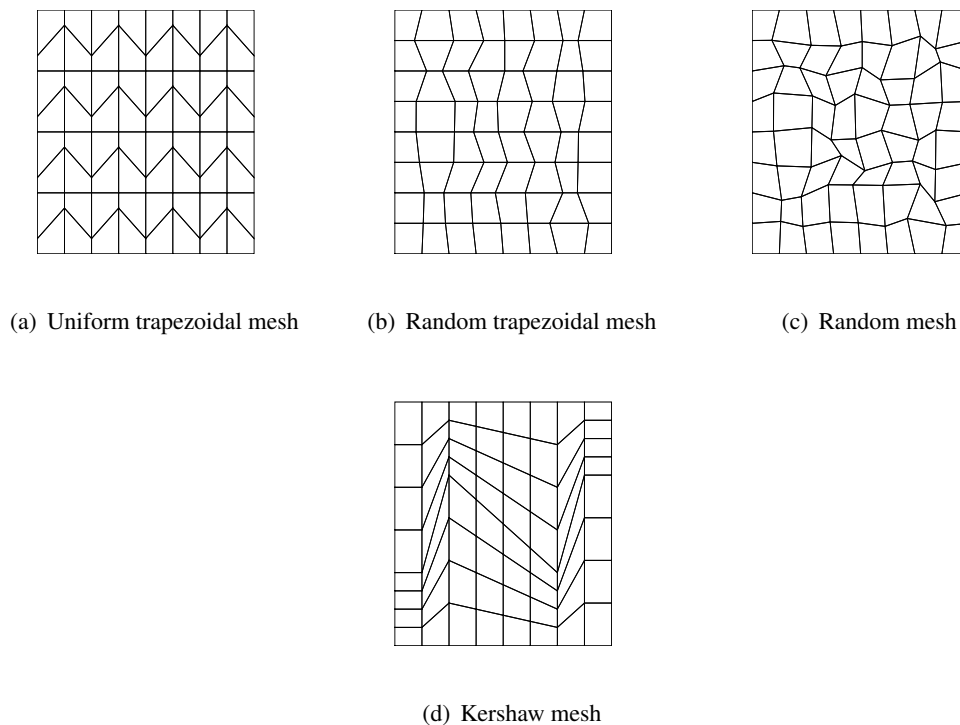 (a) Uniform trapezoidal mesh
(b) Random trapezoidal mesh
(c) Random mesh
(d) Kershaw mesh